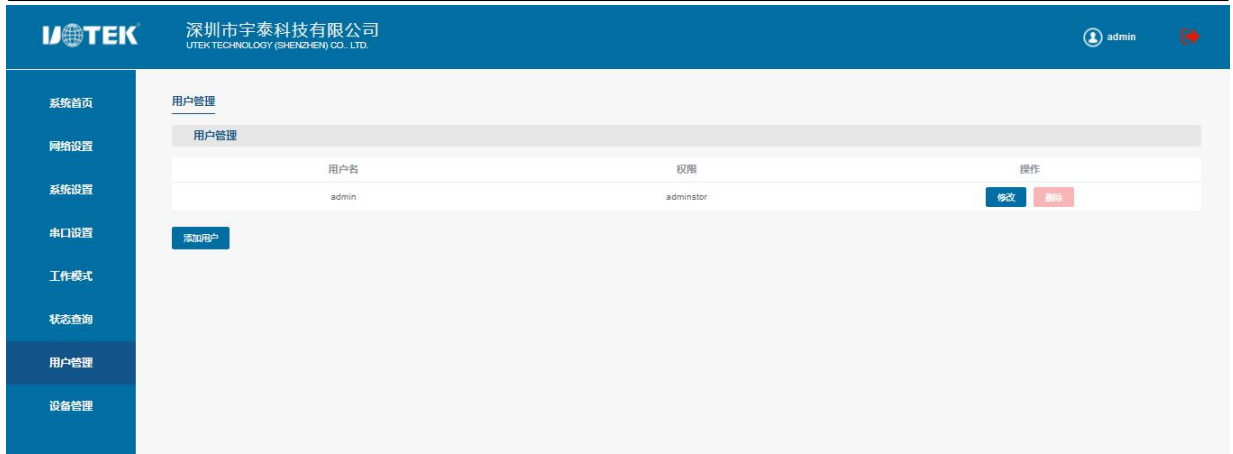 UTEK
深圳市宇泰科技有限公司
UTEK TECHNOLOGY (SHENZHEN) CO., LTD.
admin
系统首页
网络设置
系统设置
串口设置
工作模式
状态查询
用户管理
设备管理
用户管理
用户管理
用户名 权限 操作
admin adminstor 修改 删除
添加用户